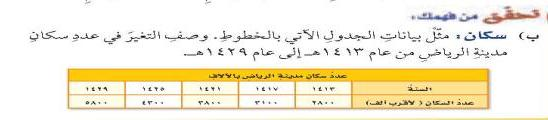 تحقق من فهمك:
ب) سكان: مثّل بيانات الجدول الآتي بالخطوط. وصف التغير في عدد سكان
مدينة الرياض من عام ١٤١٣هـ إلى عام ١٤٢٩هـ.
عدد سكان مدينة الرياض بالآلاف
السنة ١٤١٣ ١٤١٧ ١٤٢١ ١٤٢٥ ١٤٢٩
عدد السكان (لأقرب ألف) ٢٨٠٠ ٣١٠٠ ٣٨٠٠ ٤٣٠٠ ٥٨٠٠